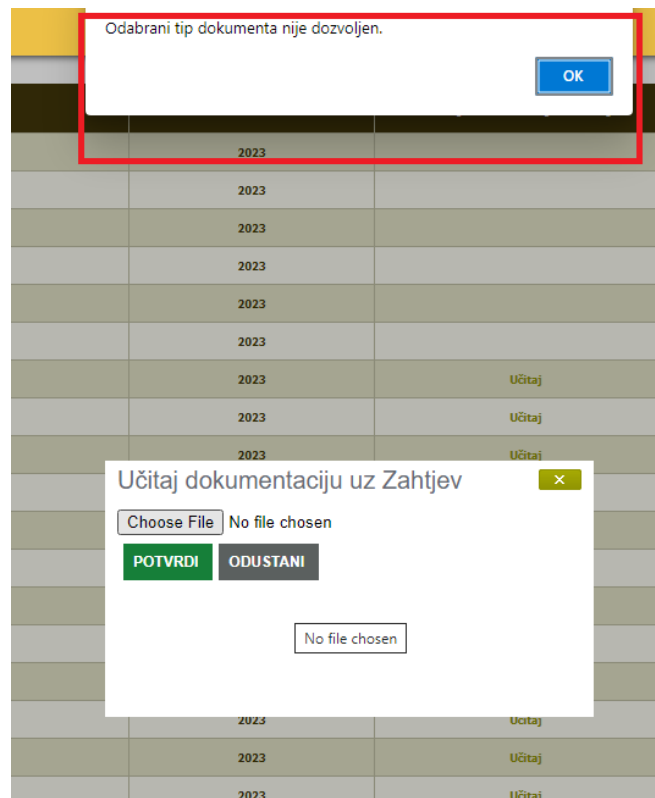 Odabrani tip dokumenta nije dozvoljen.
OK
2023
2023
2023
2023
2023
2023
2023 Učitaj
2023 Učitaj
2023 Učitaj
Učitaj dokumentaciju uz Zahtjev
Choose File No file chosen
POTVRDI ODUSTANI
No file chosen
2023 Učitaj
2023 Učitaj
2023 Učitaj